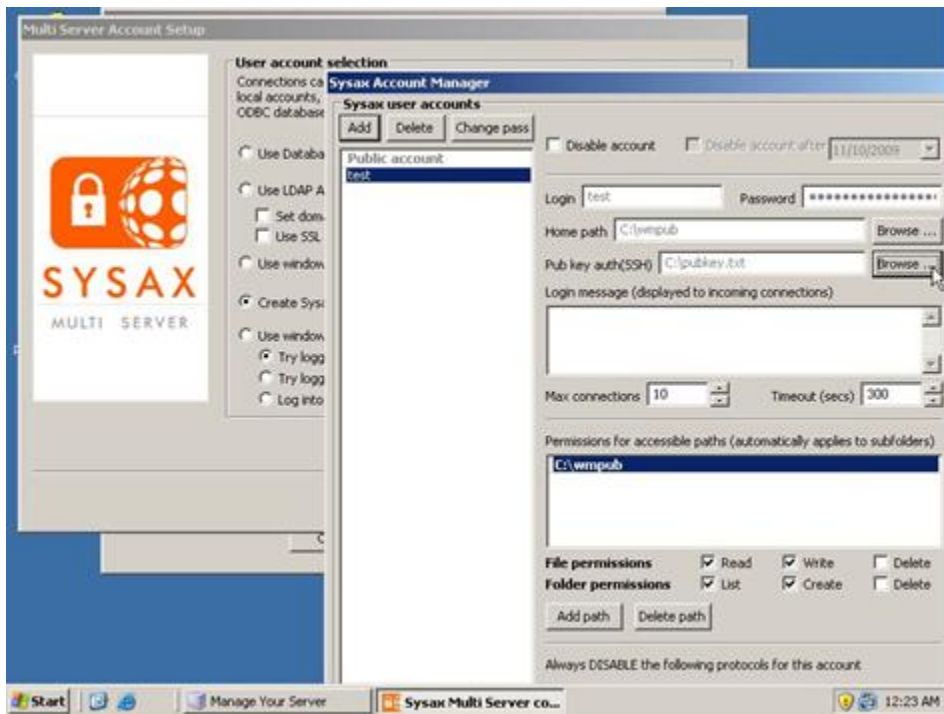 Multi Server Account Setup
User account selection
Connections ca
local accounts,
ODBC database
Use Databa
Use LDAP A
Set dom
Use SSL
Use window
Create Sysa
Use window
Try logg
Try logg
Log into
SYSAX
MULTI SERVER
Sysax Account Manager
Sysax user accounts
Add Delete Change pass
Public account
test
Disable account Disable account after 11/10/2009
Login test Password ****************
Home path C:\wmpub Browse ...
Pub key auth(SSH) C:\pubkey.txt Browse ...
Login message (displayed to incoming connections)
Max connections 10 Timeout (secs) 300
Permissions for accessible paths (automatically applies to subfolders)
C:\wmpub
File permissions Read Write Delete
Folder permissions List Create Delete
Add path Delete path
Always DISABLE the following protocols for this account
Start Manage Your Server Sysax Multi Server co... 12:23 AM